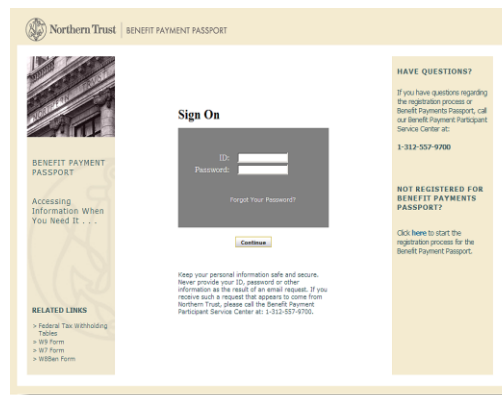 Northern Trust BENEFIT PAYMENT PASSPORT
BENEFIT PAYMENT
PASSPORT
Accessing
Information When
You Need It . . .
RELATED LINKS
> Federal Tax Withholding
Tables
> W9 Form
> W7 Form
> W8Ben Form
Sign On
ID:
Password:
Forgot Your Password?
Continue
Keep your personal information safe and secure.
Never provide your ID, password or other
information as the result of an email request. If you
receive such a request that appears to come from
Northern Trust, please call the Benefit Payment
Participant Service Center at: 1-312-557-9700.
HAVE QUESTIONS?
If you have questions regarding
the registration process or
Benefit Payments Passport, call
our Benefit Payment Participant
Service Center at:
1-312-557-9700
NOT REGISTERED FOR
BENEFIT PAYMENTS
PASSPORT?
Click here to start the
registration process for the
Benefit Payment Passport.